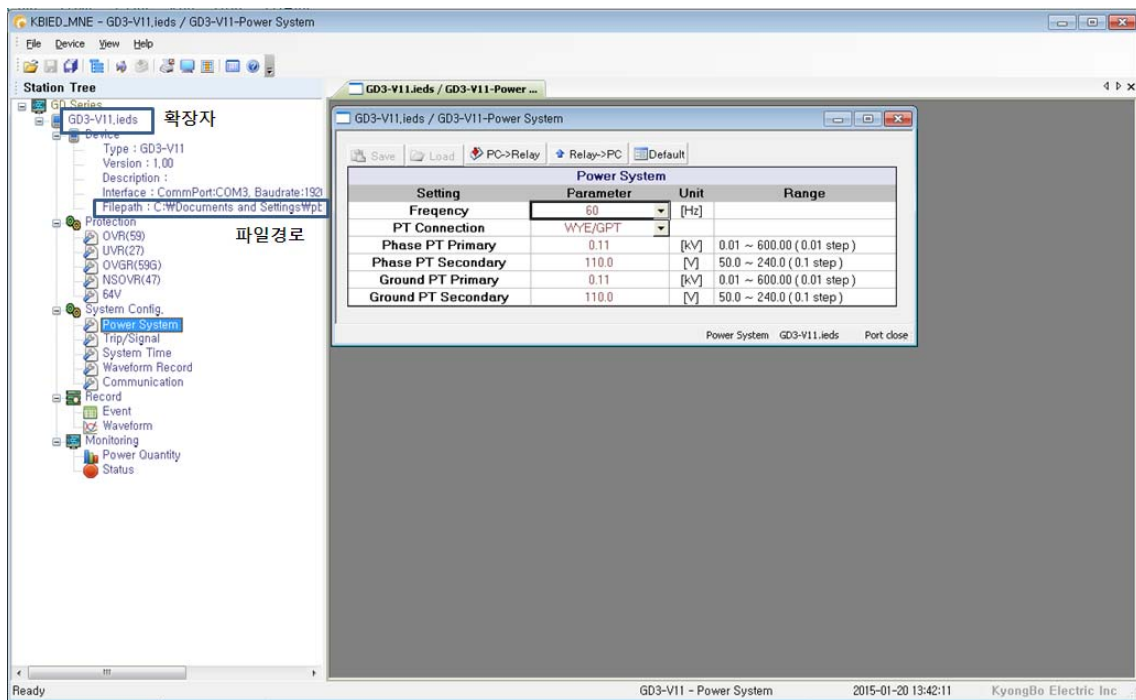 KBIED_MNE - GD3-V11.ieds / GD3-V11-Power System
File Device View Help
Station Tree
GD3-V11.ieds / GD3-V11-Power ...
GD Series
GD3-V11.ieds
확장자
Device
Type : GD3-V11
Version : 1.00
Description :
Interface : CommPort:COM3, Baudrate:192
Filepath : C:₩Documents and Settings₩pt
파일경로
Protection
OVR(59)
UVR(27)
OVGR(59G)
NSOVR(47)
64V
System Config.
Power System
Trip/Signal
System Time
Waveform Record
Communication
Record
Event
Waveform
Monitoring
Power Quantity
Status
GD3-V11.ieds / GD3-V11-Power System
Save Load PC->Relay Relay->PC Default
Power System
Setting Parameter Unit Range
Freqency 60 [Hz]
PT Connection WYE/GPT
Phase PT Primary 0.11 [kV] 0.01 ~ 600.00 ( 0.01 step )
Phase PT Secondary 110.0 [V] 50.0 ~ 240.0 ( 0.1 step )
Ground PT Primary 0.11 [kV] 0.01 ~ 600.00 ( 0.01 step )
Ground PT Secondary 110.0 [V] 50.0 ~ 240.0 ( 0.1 step )
Power System GD3-V11.ieds Port close
Ready GD3-V11 - Power System 2015-01-20 13:42:11 KyongBo Electric Inc